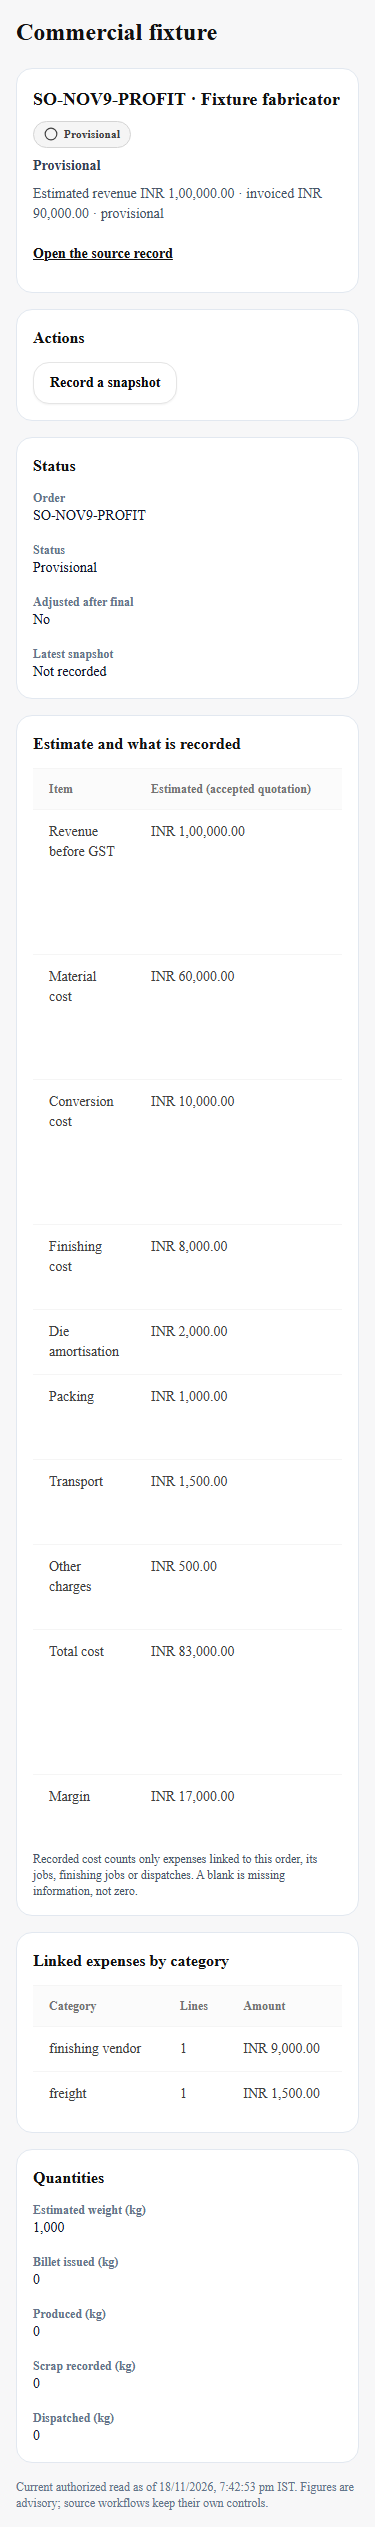 Commercial fixture
SO-NOV9-PROFIT · Fixture fabricator
Provisional
Provisional
Estimated revenue INR 1,00,000.00 · invoiced INR
90,000.00 · provisional
Open the source record
Actions
Record a snapshot
Status
Order
SO-NOV9-PROFIT
Status
Provisional
Adjusted after final
No
Latest snapshot
Not recorded
Estimate and what is recorded
Item Estimated (accepted quotation)
Revenue INR 1,00,000.00
before GST
Material INR 60,000.00
cost
Conversion INR 10,000.00
cost
Finishing INR 8,000.00
cost
Die INR 2,000.00
amortisation
Packing INR 1,000.00
Transport INR 1,500.00
Other INR 500.00
charges
Total cost INR 83,000.00
Margin INR 17,000.00
Recorded cost counts only expenses linked to this order, its
jobs, finishing jobs or dispatches. A blank is missing
information, not zero.
Linked expenses by category
Category Lines Amount
finishing vendor 1 INR 9,000.00
freight 1 INR 1,500.00
Quantities
Estimated weight (kg)
1,000
Billet issued (kg)
0
Produced (kg)
0
Scrap recorded (kg)
0
Dispatched (kg)
0
Current authorized read as of 18/11/2026, 7:42:53 pm IST. Figures are
advisory; source workflows keep their own controls.